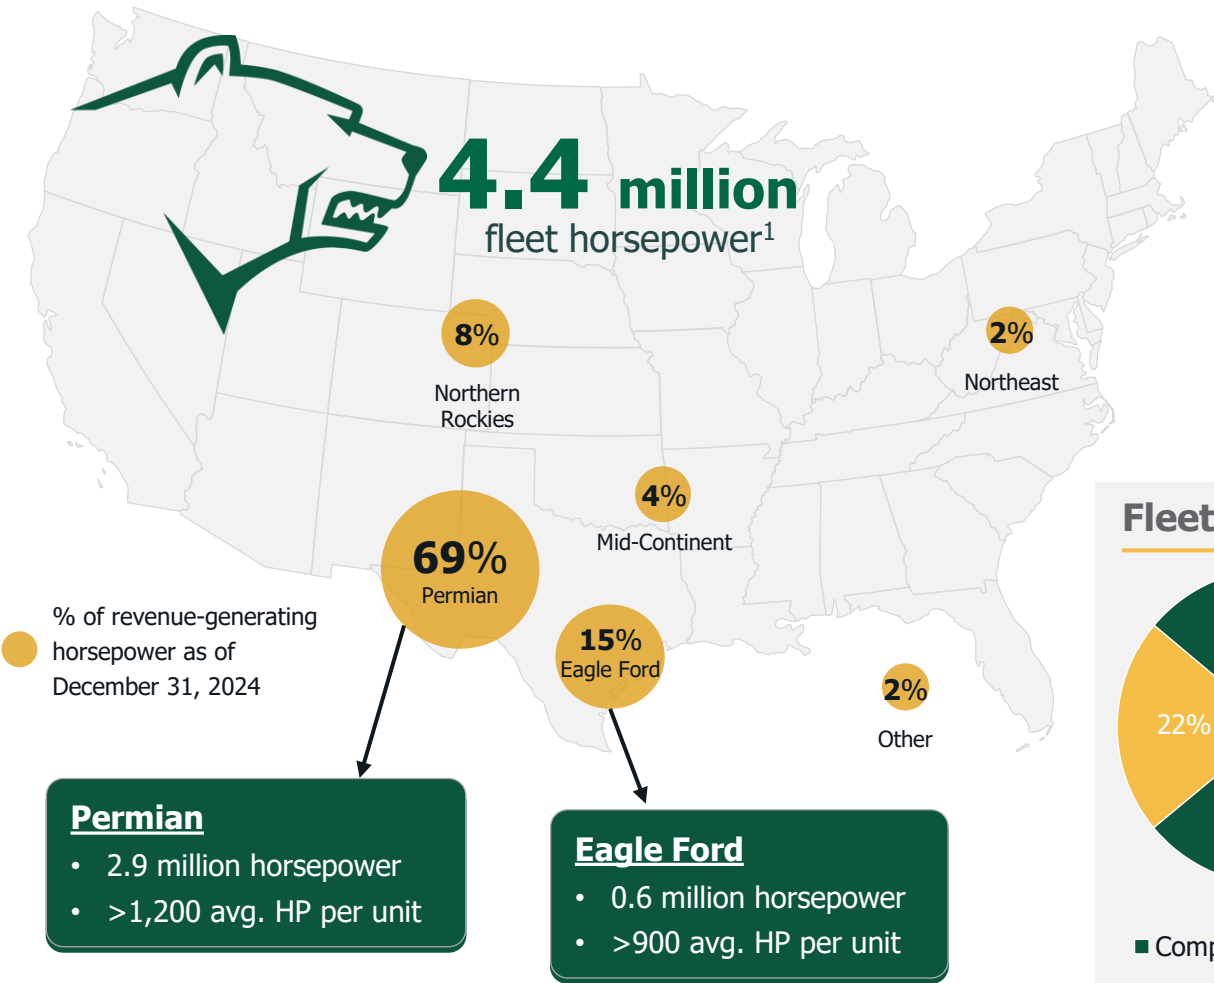 4.4 million
fleet horsepower1
8%
Northern
Rockies
2%
Northeast
4%
Mid-Continent
69%
Permian
15%
Eagle Ford
2%
Other
% of revenue-generating
horsepower as of
December 31, 2024
Permian
• 2.9 million horsepower
• >1,200 avg. HP per unit
Eagle Ford
• 0.6 million horsepower
• >900 avg. HP per unit
Fleet
22%